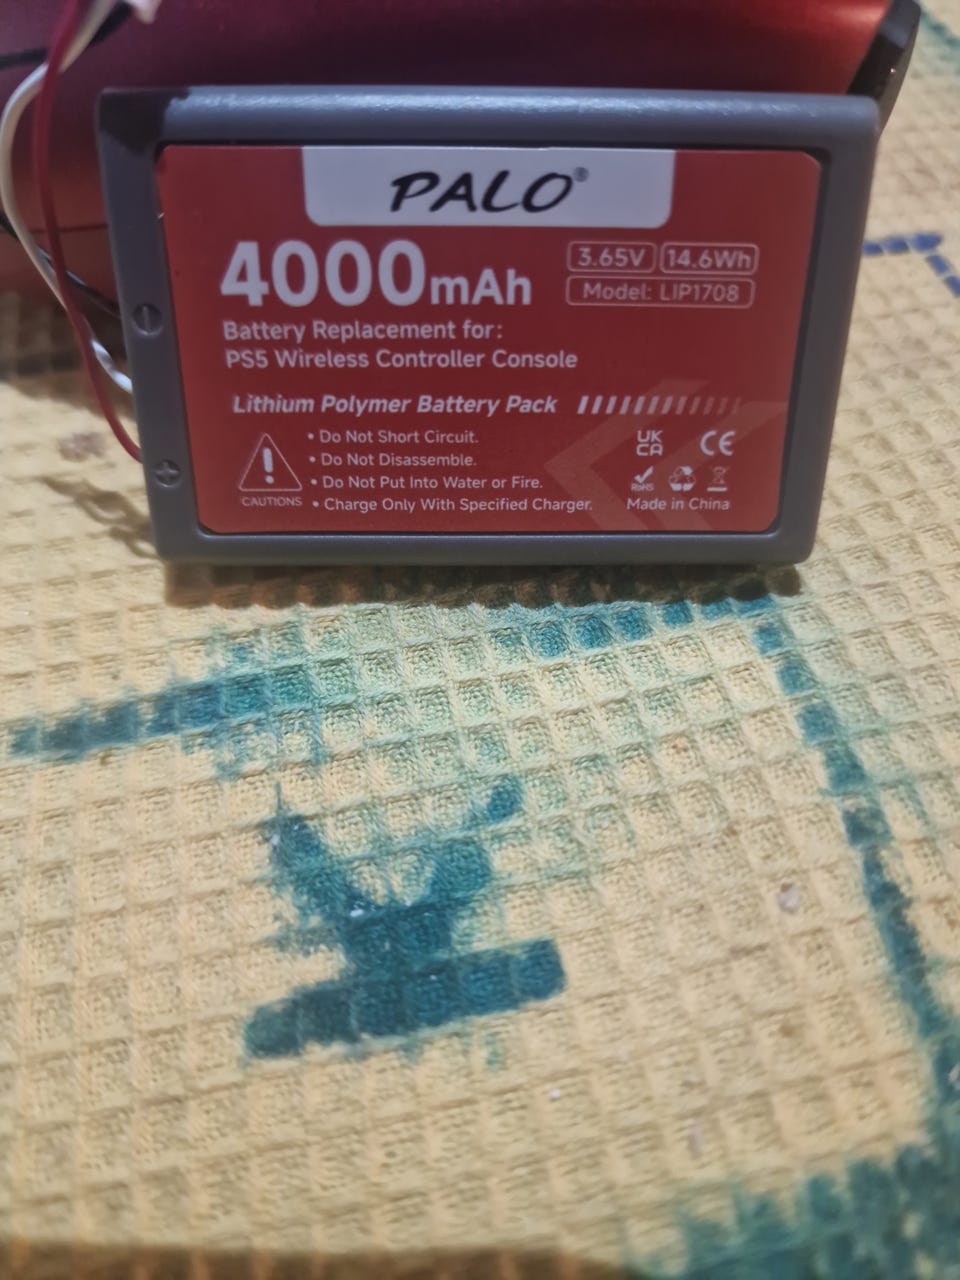 PALO®
4000mAh
3.65V 14.6Wh
Model: LIP1708
Battery Replacement for:
PS5 Wireless Controller Console
Lithium Polymer Battery Pack
• Do Not Short Circuit.
• Do Not Disassemble.
• Do Not Put Into Water or Fire.
• Charge Only With Specified Charger.
CAUTIONS
UK
CA
CE
RoHS
Made in China